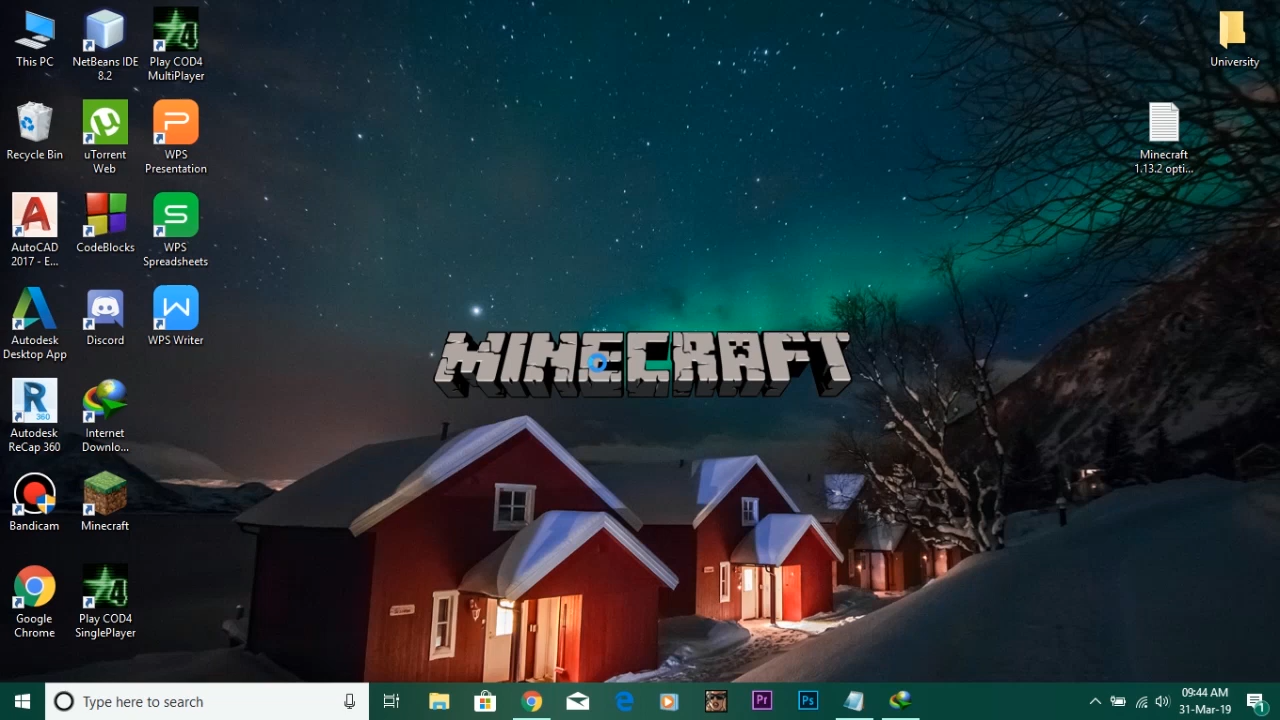 This PC
NetBeans IDE
8.2
Play COD4
MultiPlayer
University
Recycle Bin
uTorrent
Web
WPS
Presentation
Minecraft
1.13.2 opti...
AutoCAD
2017 - E...
CodeBlocks
WPS
Spreadsheets
Autodesk
Desktop App
Discord
WPS Writer
MINECRAFT
Autodesk
ReCap 360
Internet
Downlo...
Bandicam
Minecraft
Google
Chrome
Play COD4
SinglePlayer
Type here to search
09:44 AM
31-Mar-19